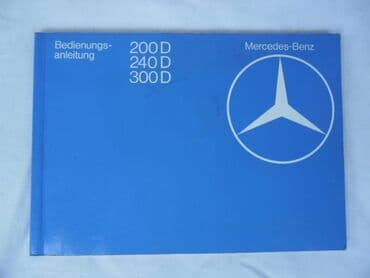 Bedienungs-
anleitung
200 D
240 D
300 D
Mercedes-Benz